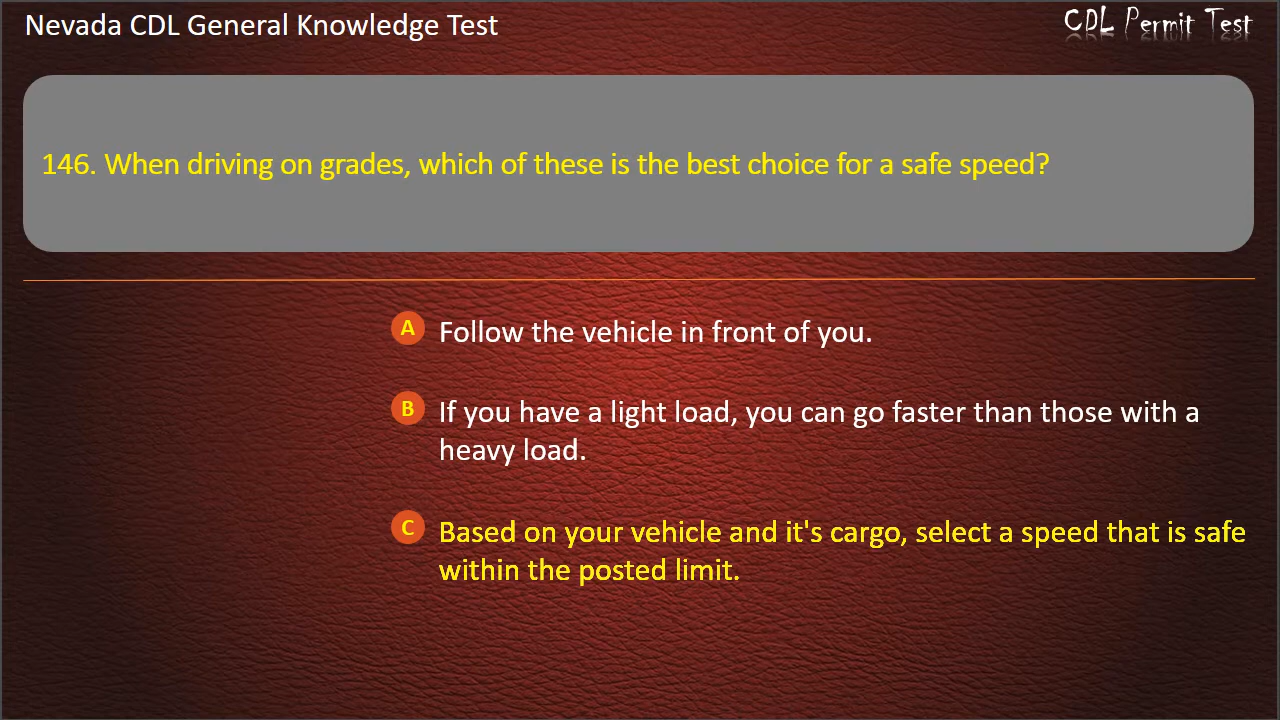 Nevada CDL General Knowledge Test
CDL Permit Test
146. When driving on grades, which of these is the best choice for a safe speed?
A Follow the vehicle in front of you.
B If you have a light load, you can go faster than those with a
heavy load.
C Based on your vehicle and it's cargo, select a speed that is safe
within the posted limit.